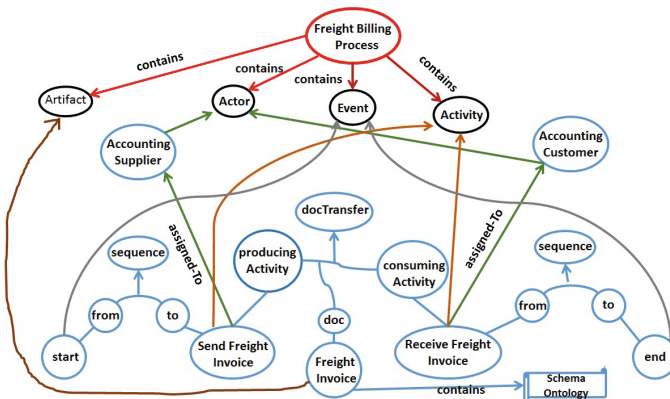 Freight Billing
Process
contains
contains
contains
contains
Artifact
Actor
Event
Activity
Accounting
Supplier
Accounting
Customer
docTransfer
assigned-To
assigned-To
sequence
producing
Activity
consuming
Activity
sequence
from
to
doc
from
to
start
Send Freight
Invoice
Freight
Invoice
Receive Freight
Invoice
end
contains
Schema
Ontology